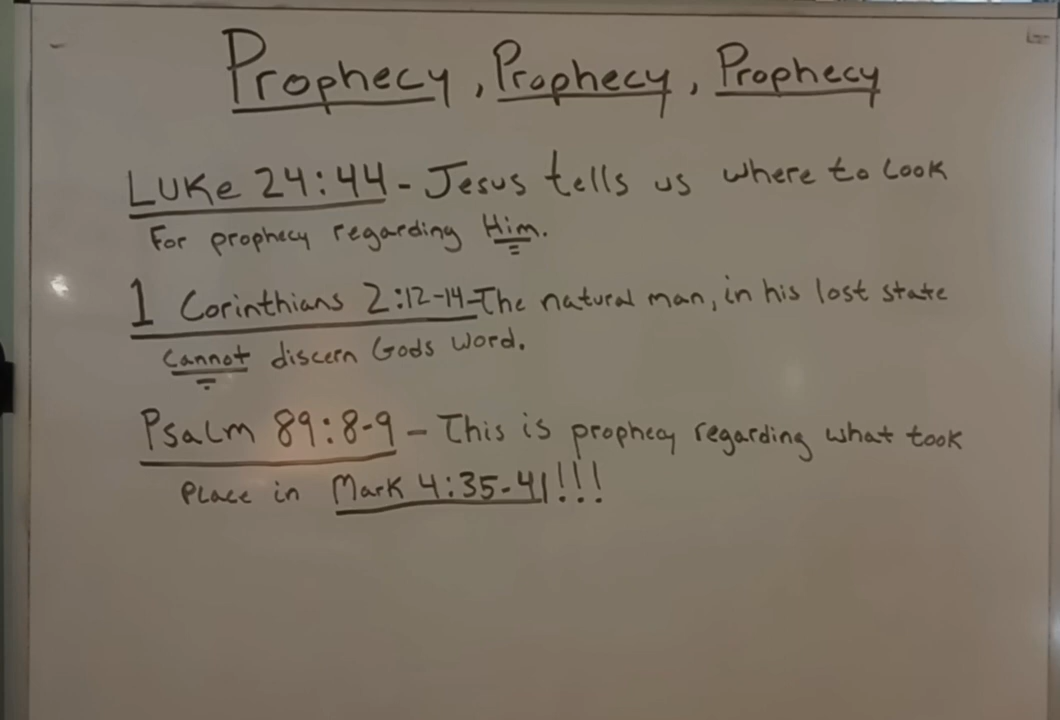 Prophecy, Prophecy, Prophecy
Luke 24:44 - Jesus tells us where to look
For prophecy regarding Him.
1 Corinthians 2:12-14 - The natural man, in his lost state
cannot discern Gods word.
Psalm 89:8-9 - This is prophecy regarding what took
place in Mark 4:35-41!!!